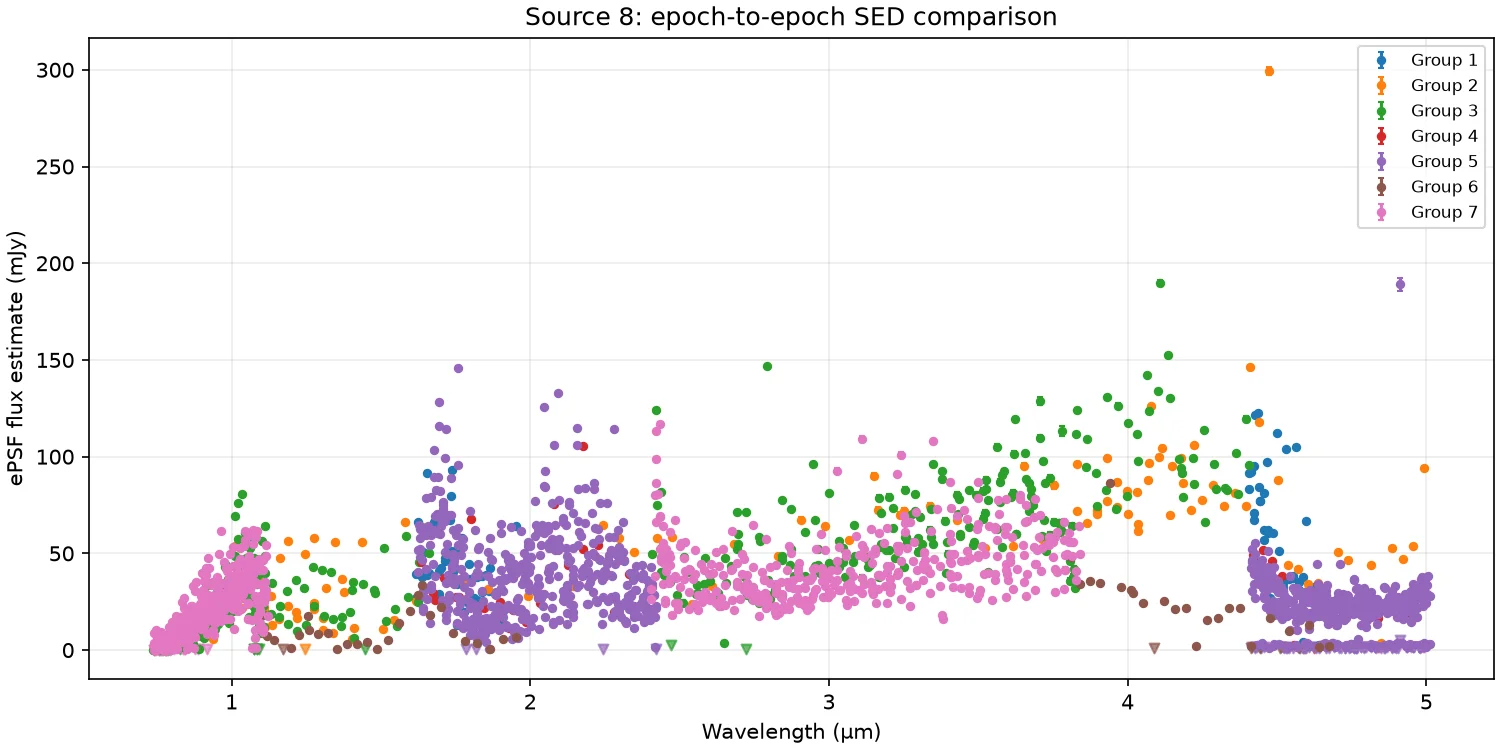 Source 8: epoch-to-epoch SED comparison
ePSF flux estimate (mJy)
300
250
200
150
100
50
0
Group 1
Group 2
Group 3
Group 4
Group 5
Group 6
Group 7
1 2 3 4 5
Wavelength (μm)